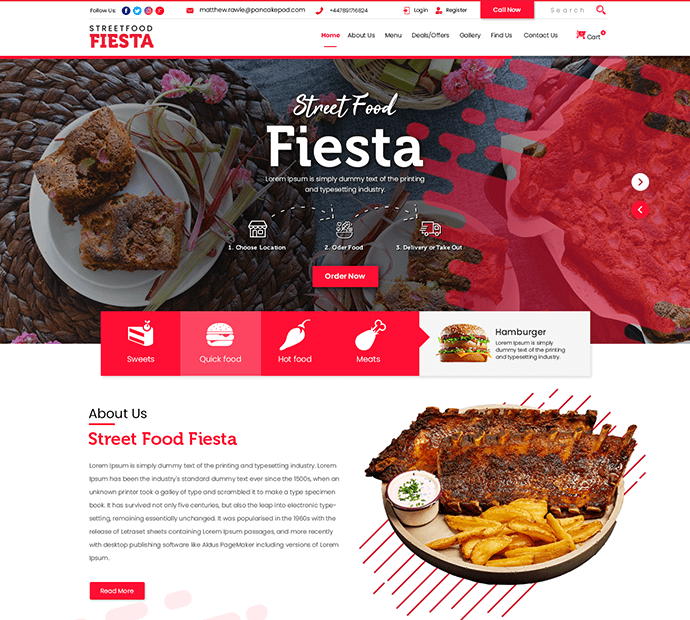 Follow Us:
matthew.rawle@pancakepad.com
+44789176824
Login
Register
Call Now
Search
STREETFOOD
FIESTA
Home
About Us
Menu
Deals/Offers
Gallery
Find Us
Contact Us
Cart
Street Food
Fiesta
Lorem Ipsum is simply dummy text of the printing
and typesetting industry.
1. Choose Location
2. Oder Food
3. Delivery or Take Out
Order Now
Sweets
Quick food
Hot food
Meats
Hamburger
Lorem Ipsum is simply
dummy text of the printing
and typesetting industry.
About Us
Street Food Fiesta
Lorem Ipsum is simply dummy text of the printing and typesetting industry. Lorem
Ipsum has been the industry's standard dummy text ever since the 1500s, when an
unknown printer took a galley of type and scrambled it to make a type specimen
book. It has survived not only five centuries, but also the leap into electronic type-
setting, remaining essentially unchanged. It was popularised in the 1960s with the
release of Letraset sheets containing Lorem Ipsum passages, and more recently
with desktop publishing software like Aldus PageMaker including versions of Lorem
Ipsum.
Read More